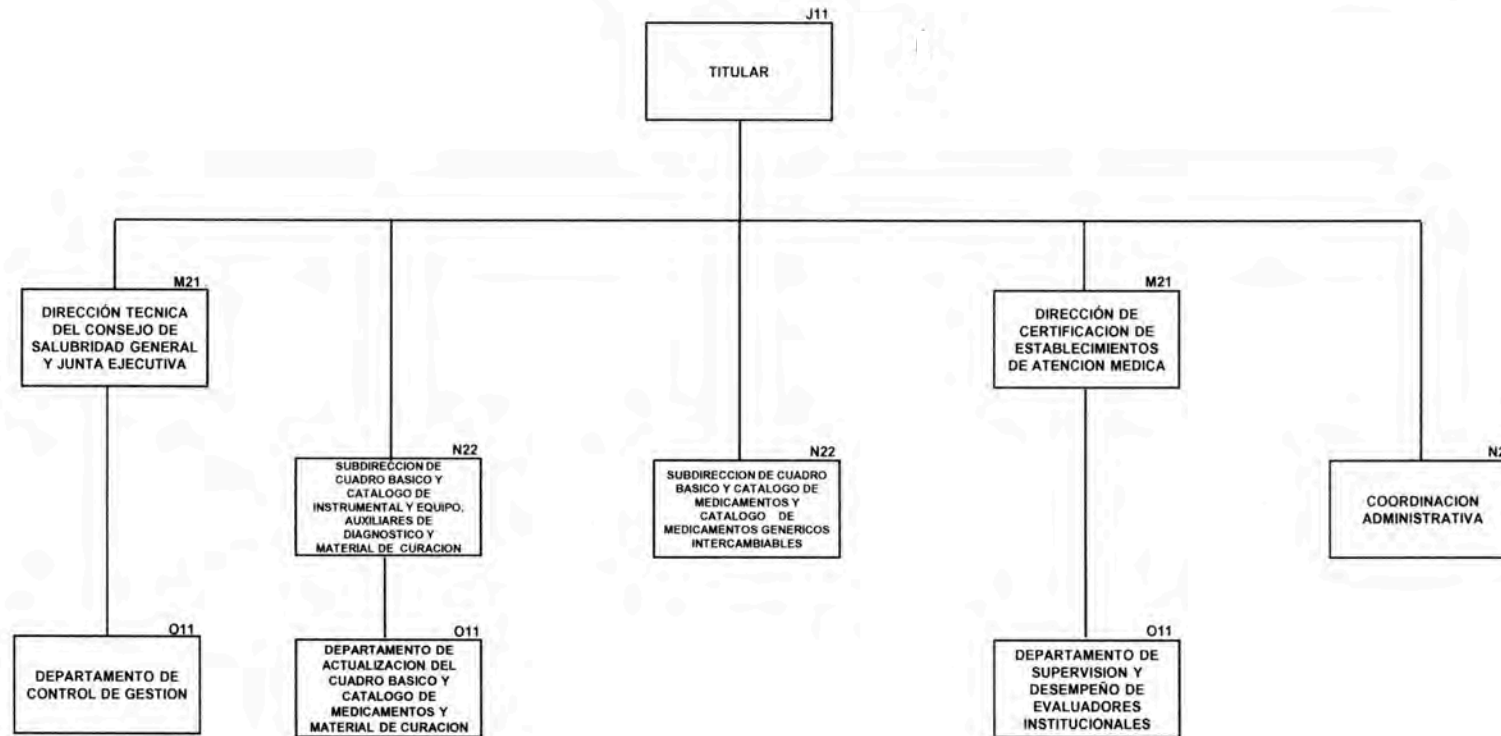 J11
TITULAR
M21
DIRECCIÓN TECNICA
DEL CONSEJO DE
SALUBRIDAD GENERAL
Y JUNTA EJECUTIVA
M21
DIRECCIÓN DE
CERTIFICACION DE
ESTABLECIMIENTOS
DE ATENCION MEDICA
N22
SUBDIRECCION DE
CUADRO BASICO Y
CATALOGO DE
INSTRUMENTAL Y EQUIPO,
AUXILIARES DE
DIAGNOSTICO Y
MATERIAL DE CURACION
N22
SUBDIRECCION DE CUADRO
BASICO Y CATALOGO DE
MEDICAMENTOS Y
CATALOGO DE
MEDICAMENTOS GENERICOS
INTERCAMBIABLES
COORDINACION
ADMINISTRATIVA
O11
DEPARTAMENTO DE
CONTROL DE GESTION
O11
DEPARTAMENTO DE
ACTUALIZACION DEL
CUADRO BASICO Y
CATALOGO DE
MEDICAMENTOS Y
MATERIAL DE CURACION
O11
DEPARTAMENTO DE
SUPERVISION Y
DESEMPEÑO DE
EVALUADORES
INSTITUCIONALES